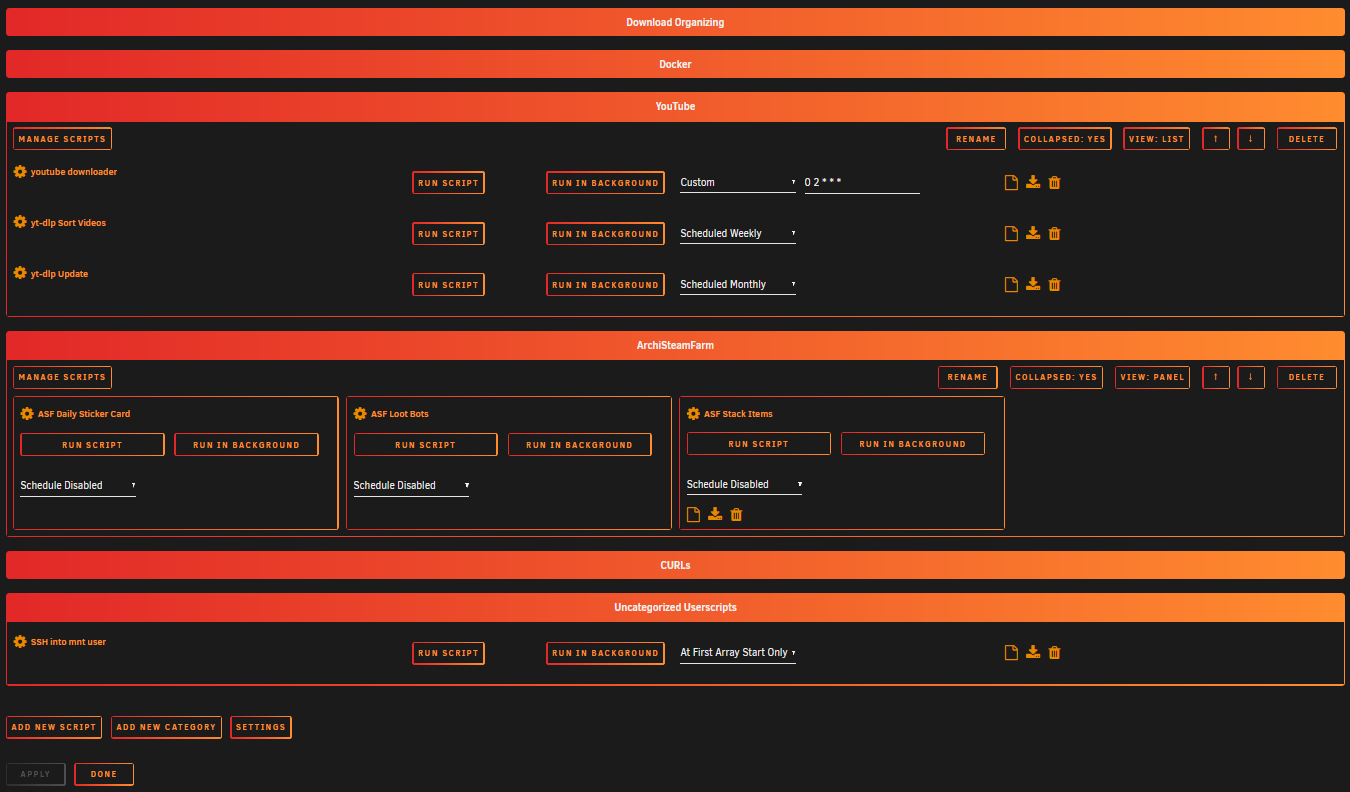 Download Organizing
Docker
YouTube
MANAGE SCRIPTS RENAME COLLAPSED: YES VIEW: LIST ↑ ↓ DELETE
youtube downloader
RUN SCRIPT RUN IN BACKGROUND Custom 0 2 * * *
yt-dlp Sort Videos
RUN SCRIPT RUN IN BACKGROUND Scheduled Weekly
yt-dlp Update
RUN SCRIPT RUN IN BACKGROUND Scheduled Monthly
ArchiSteamFarm
MANAGE SCRIPTS RENAME COLLAPSED: YES VIEW: PANEL ↑ ↓ DELETE
ASF Daily Sticker Card
RUN SCRIPT RUN IN BACKGROUND
Schedule Disabled
ASF Loot Bots
RUN SCRIPT RUN IN BACKGROUND
Schedule Disabled
ASF Stack Items
RUN SCRIPT RUN IN BACKGROUND
Schedule Disabled
CURLs
Uncategorized Userscripts
SSH into mnt user
RUN SCRIPT RUN IN BACKGROUND At First Array Start Only
ADD NEW SCRIPT ADD NEW CATEGORY SETTINGS
APPLY DONE